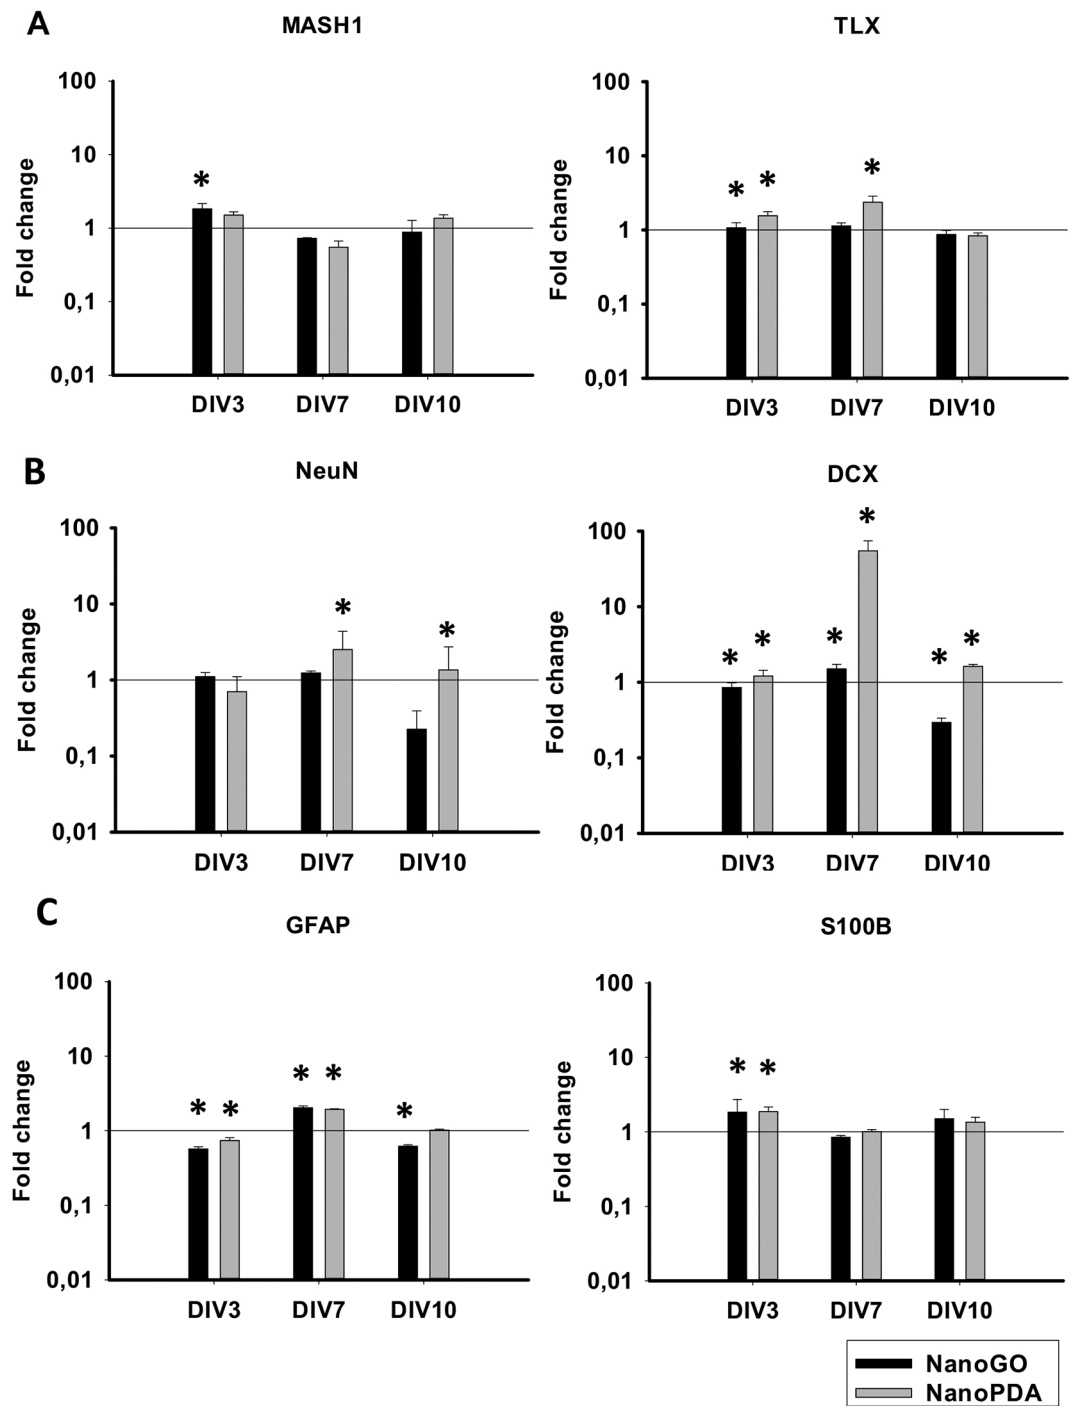 A
MASH1
TLX
Fold change
100
10
1
0,1
0,01
*
DIV3 DIV7 DIV10
Fold change
100
10
1
0,1
0,01
* * *
DIV3 DIV7 DIV10
B
NeuN
DCX
Fold change
100
10
1
0,1
0,01
* *
DIV3 DIV7 DIV10
Fold change
100
10
1
0,1
0,01
* * * * * *
DIV3 DIV7 DIV10
C
GFAP
S100B
Fold change
100
10
1
0,1
0,01
* * * * *
DIV3 DIV7 DIV10
Fold change
100
10
1
0,1
0,01
* *
DIV3 DIV7 DIV10
NanoGO
NanoPDA